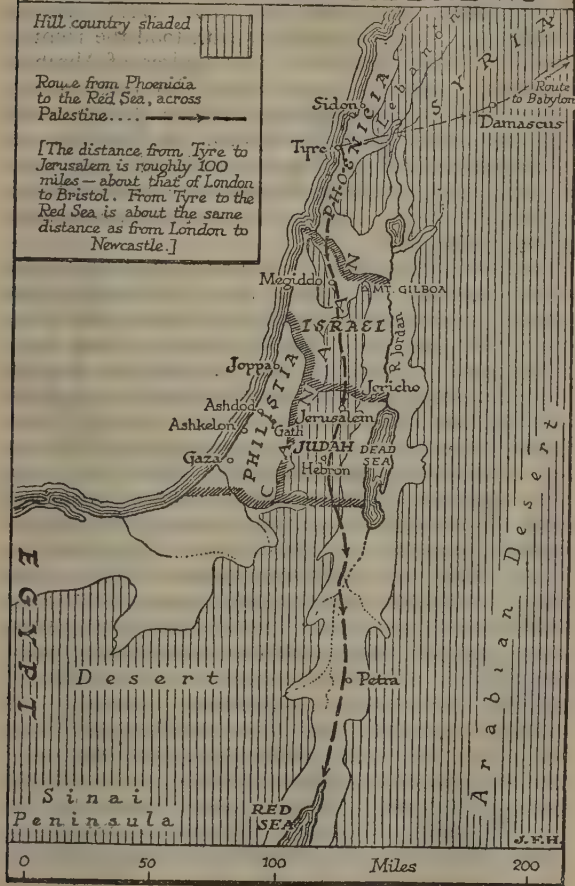 Hill country shaded
Route from Phoenicia
to the Red Sea, across
Palestine....
[The distance from Tyre to
Jerusalem is roughly 100
miles — about that of London
to Bristol. From Tyre to the
Red Sea is about the same
distance as from London to
Newcastle.]
SYRIA
Lebanon
Route
to Babylon
Damascus
Sidon
Tyre
PHOENICIA
Megiddo
MT. GILBOA
ISRAEL
CANAAN
R. Jordan
Joppa
Jericho
PHILISTIA
Ashdod
Jerusalem
Ashkelon
Gath
JUDAH
DEAD
SEA
Gaza
Hebron
EGYPT
Desert
Petra
Arabian Desert
Sinai
Peninsula
RED
SEA
J.F.H.
0 50 100 Miles 200